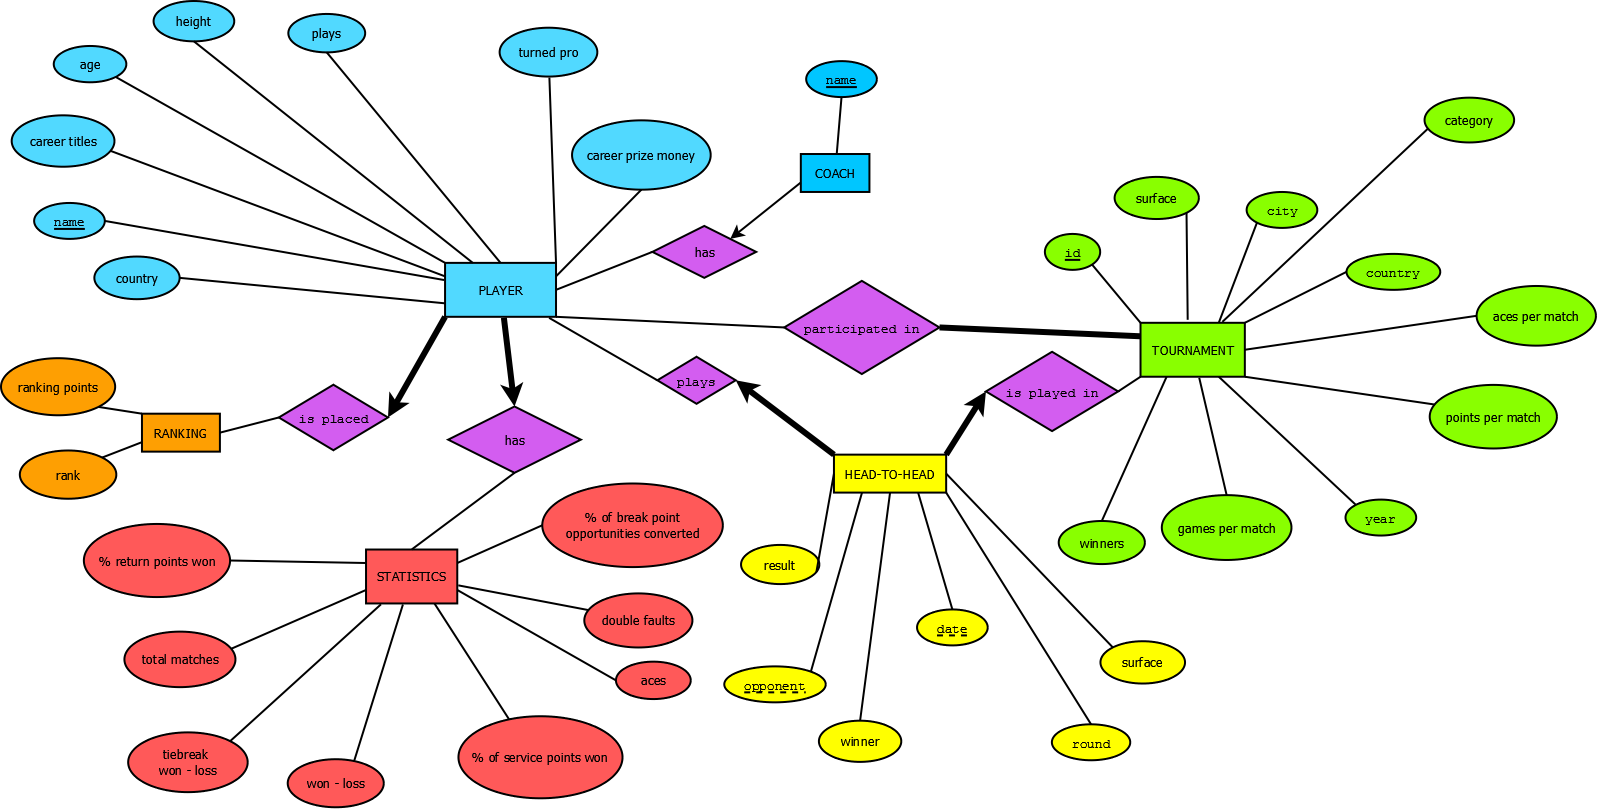 height
plays
turned pro
age
name
category
career titles
career prize money
COACH
surface
city
name
id
has
country
country
PLAYER
aces per match
participated in
TOURNAMENT
plays
is played in
ranking points
points per match
is placed
RANKING
has
rank
HEAD-TO-HEAD
% of break point
opportunities converted
year
games per match
winners
% return points won
STATISTICS
result
double faults
date
total matches
surface
aces
opponent
winner
round
tiebreak
won - loss
% of service points won
won - loss